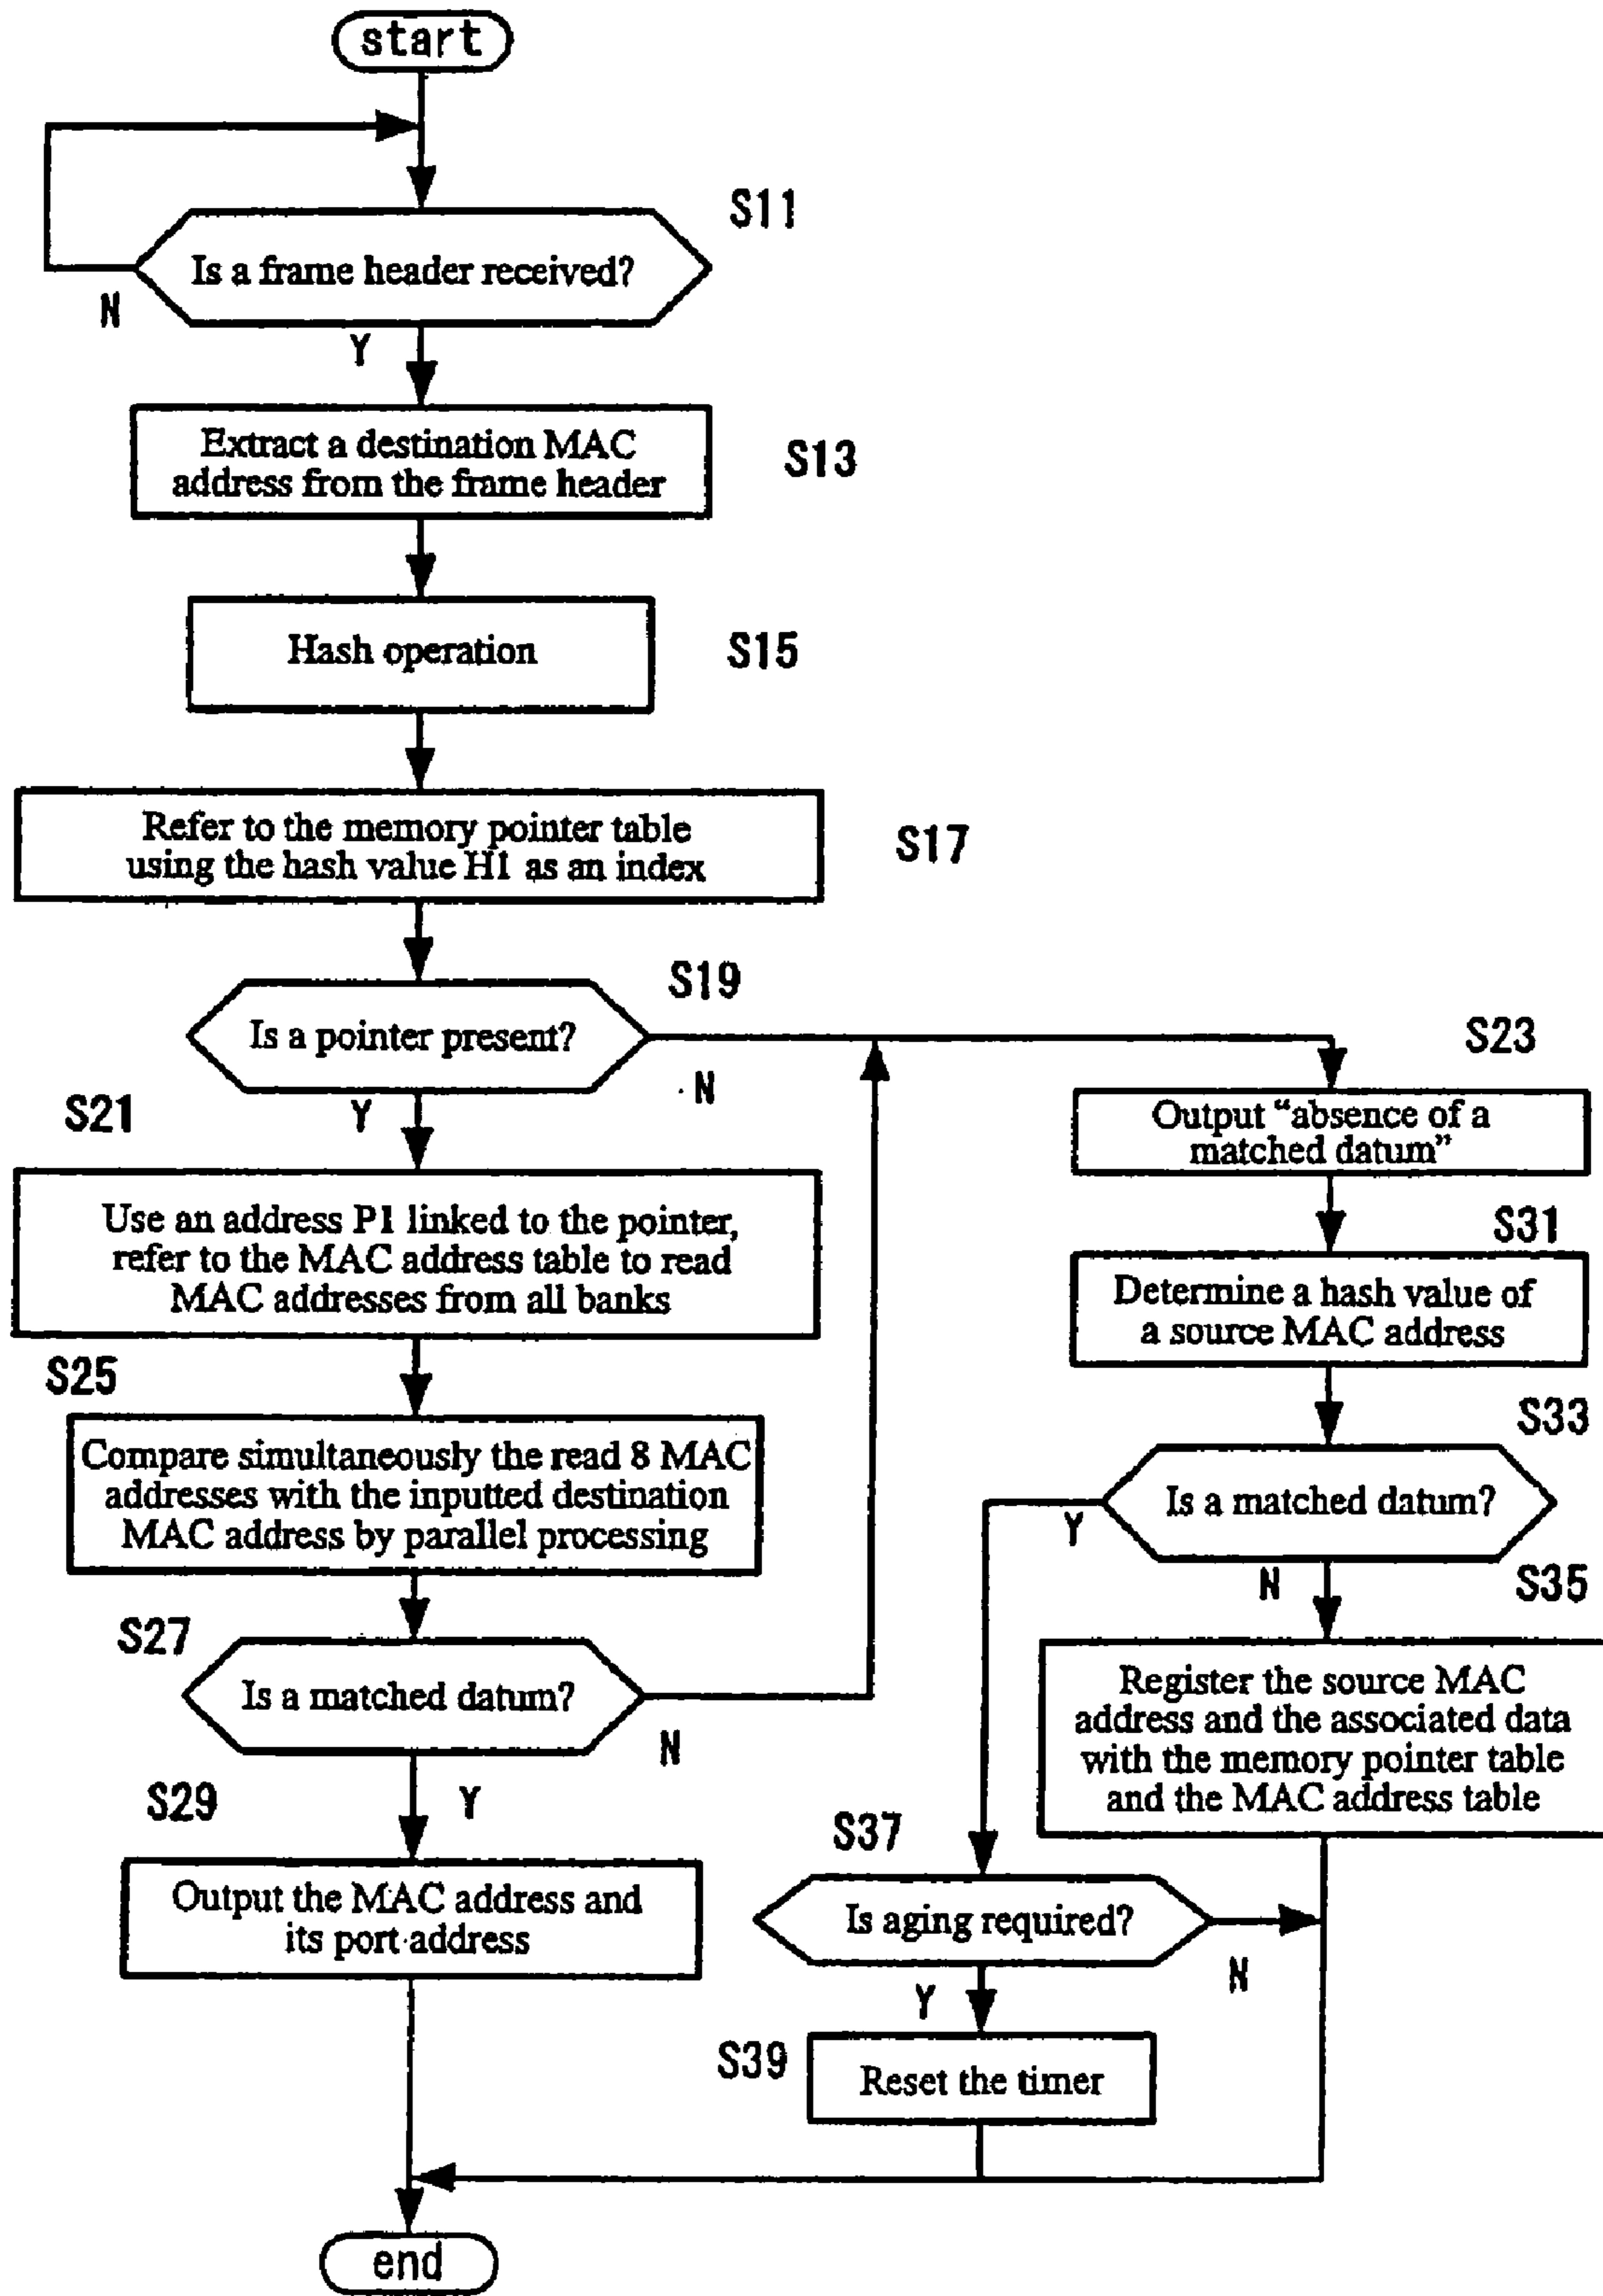 start
S11
Is a frame header received?
N
Y
Extract a destination MAC
address from the frame header
S13
Hash operation
S15
Refer to the memory pointer table
using the hash value H1 as an index
S17
S19
Is a pointer present?
N
Y
S21
Use an address P1 linked to the pointer,
refer to the MAC address table to read
MAC addresses from all banks
S25
Compare simultaneously the read 8 MAC
addresses with the inputted destination
MAC address by parallel processing
S27
Is a matched datum?
N
Y
S29
Output the MAC address and
its port address
S23
Output “absence of a
matched datum”
S31
Determine a hash value of
a source MAC address
S33
Is a matched datum?
Y
N
S35
Register the source MAC
address and the associated data
with the memory pointer table
and the MAC address table
S37
Is aging required?
N
Y
S39
Reset the timer
end